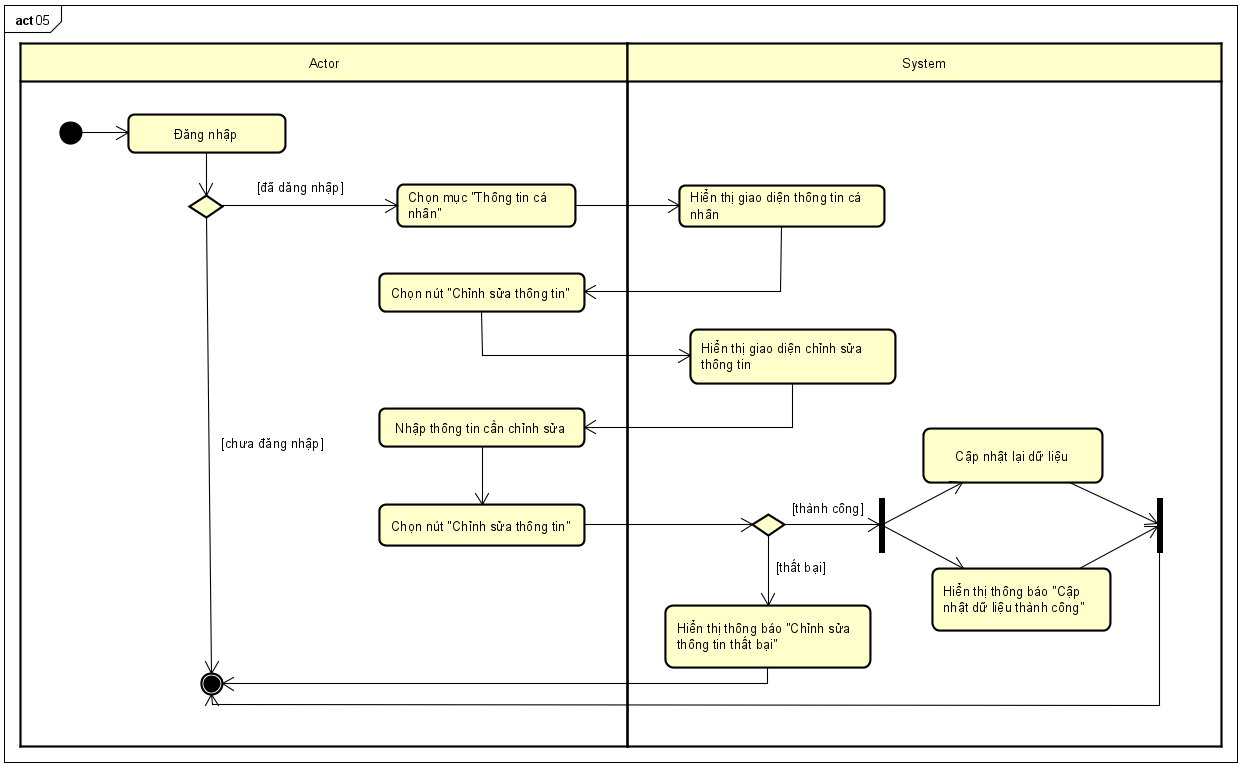 act 05
Actor
System
Đăng nhập
[đã dăng nhập]
Chọn mục "Thông tin cá
nhân"
Hiển thị giao diện thông tin cá
nhân
Chọn nút "Chỉnh sửa thông tin"
Hiển thị giao diện chỉnh sửa
thông tin
Nhập thông tin cần chỉnh sửa
[chưa đăng nhập]
Cập nhật lại dữ liệu
Chọn nút "Chỉnh sửa thông tin"
[thành công]
[thất bại]
Hiển thị thông báo "Cập
nhật dữ liệu thành công"
Hiển thị thông báo "Chỉnh sửa
thông tin thất bại"